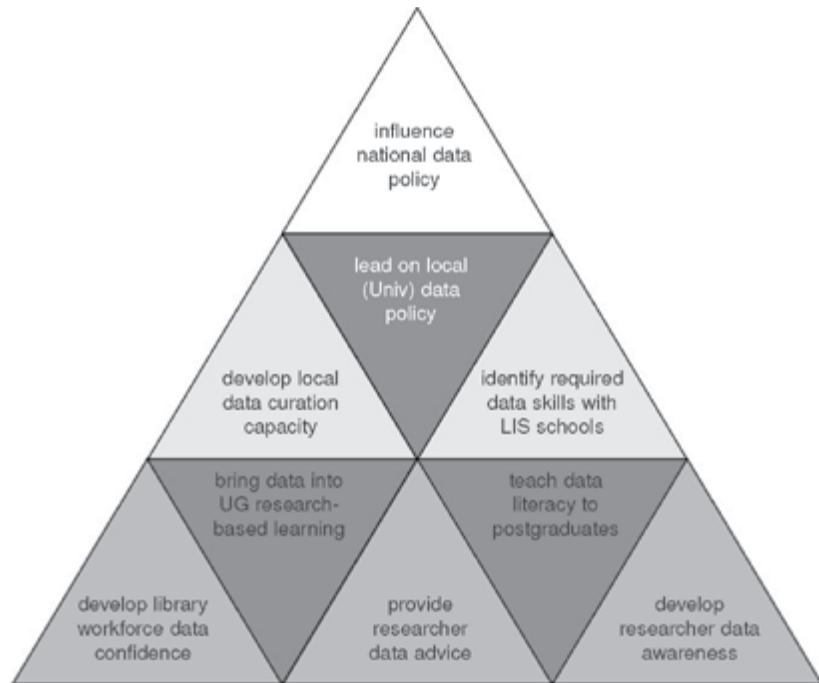 influence
national data
policy
lead on local
(Univ) data
policy
develop local
data curation
capacity
identify required
data skills with
LIS schools
bring data into
UG research-
based learning
teach data
literacy to
postgraduates
develop library
workforce data
confidence
provide
researcher
data advice
develop
researcher data
awareness